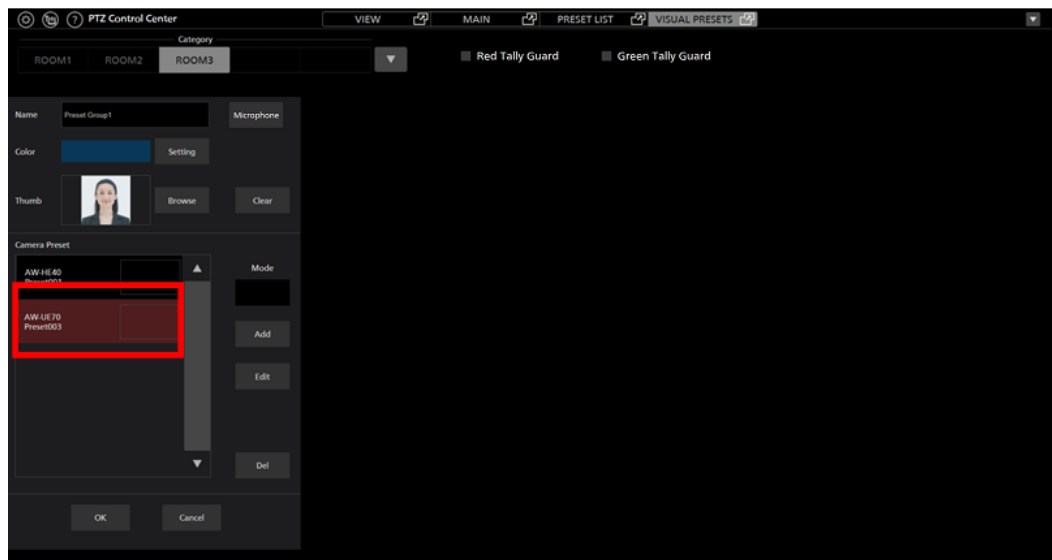 ? PTZ Control Center VIEW MAIN PRESET LIST VISUAL PRESETS
Category
ROOM1 ROOM2 ROOM3
Red Tally Guard Green Tally Guard
Name Preset Group1 Microphone
Color Setting
Thumb Browse Clear
Camera Preset
AW-HE40
Mode
AW-UE70
Preset003
Add
Edit
Del
OK Cancel